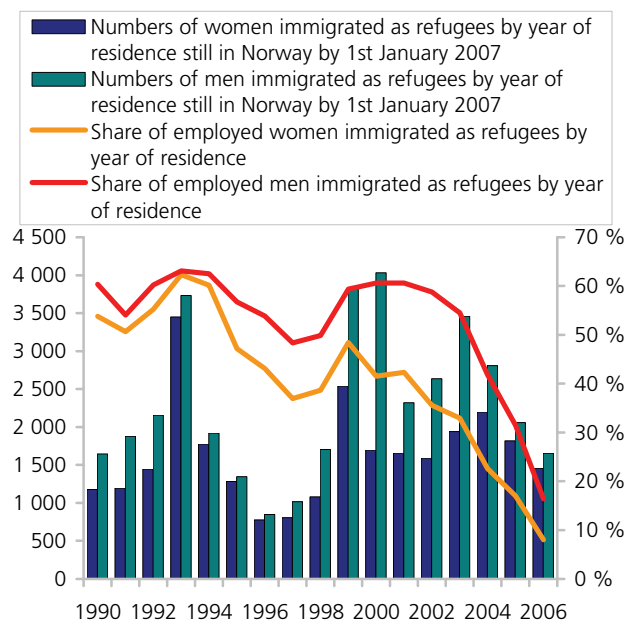 Numbers of women immigrated as refugees by year of
residence still in Norway by 1st January 2007
Numbers of men immigrated as refugees by year of
residence still in Norway by 1st January 2007
Share of employed women immigrated as refugees by
year of residence
Share of employed men immigrated as refugees by year
of residence
4 500 70 %
4 000 60 %
3 500
3 000 50 %
2 500 40 %
2 000 30 %
1 500 20 %
1 000
500 10 %
0 0 %
1990 1992 1994 1996 1998 2000 2002 2004 2006